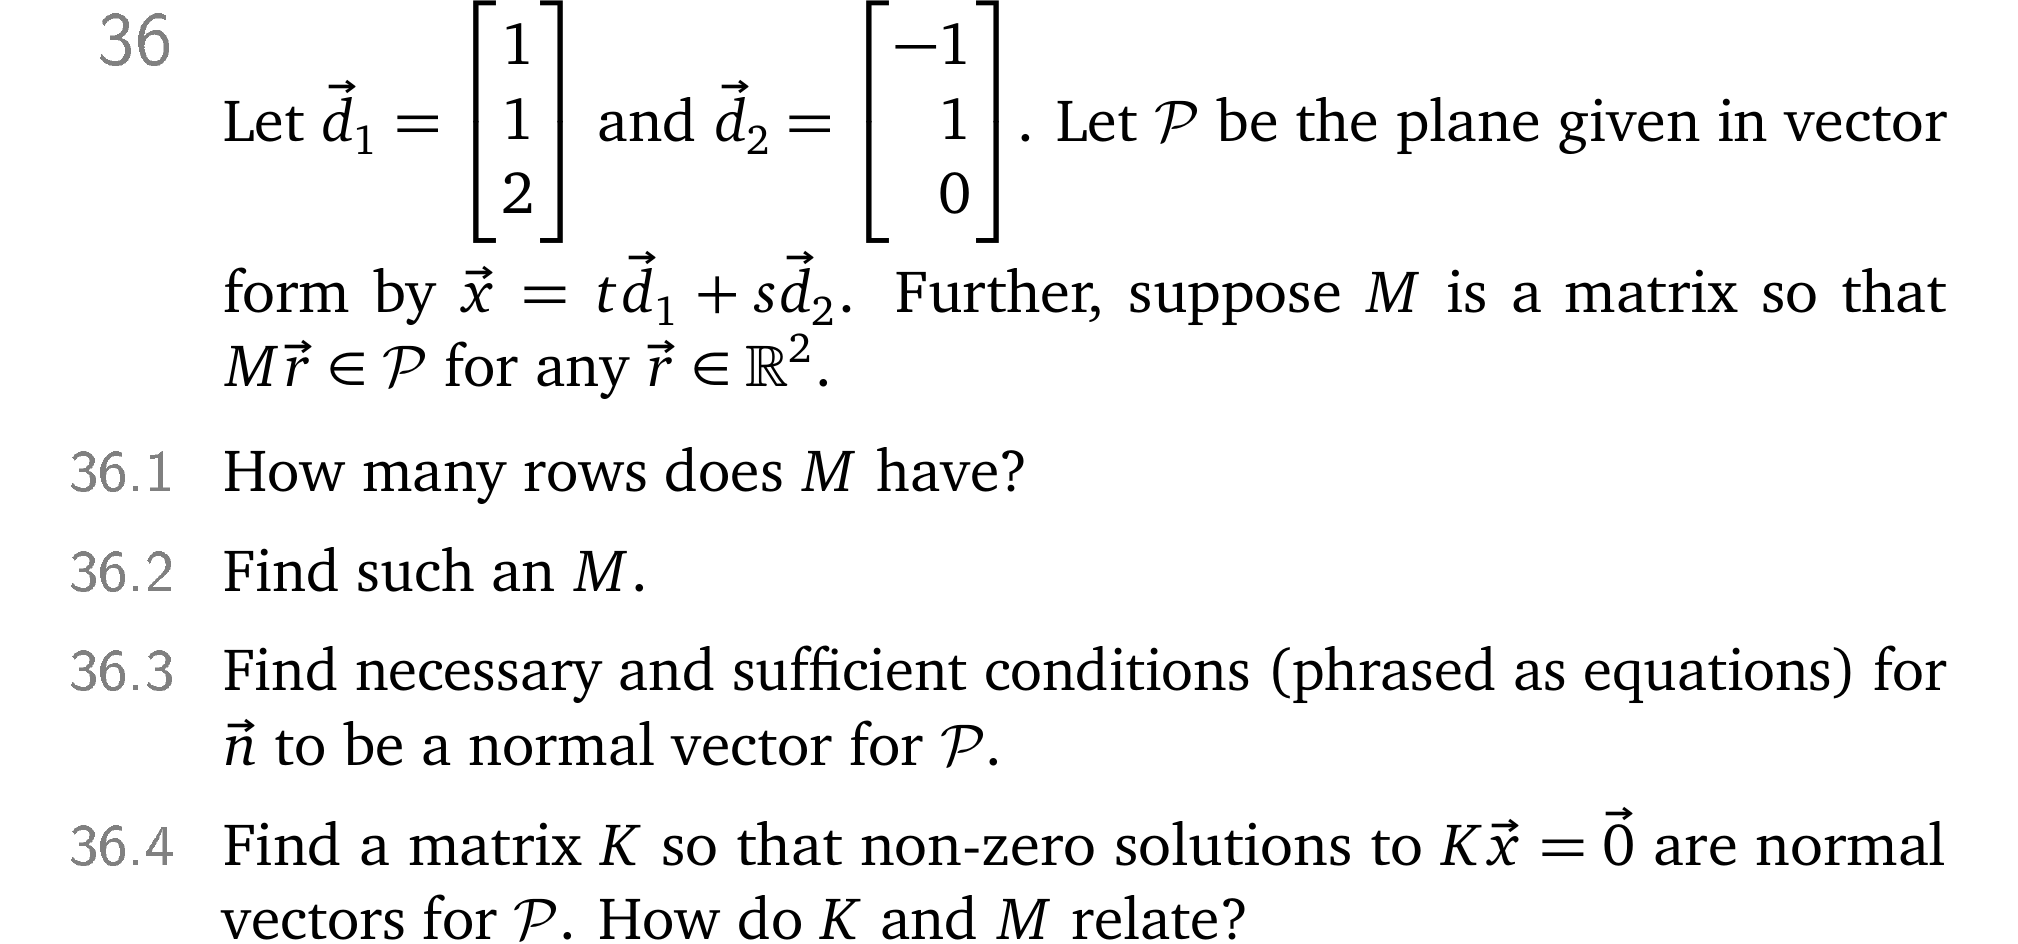 36 Let $\vec{d}_1 = \begin{bmatrix} 1 \\ 1 \\ 2 \end{bmatrix}$ and $\vec{d}_2 = \begin{bmatrix} -1 \\ 1 \\ 0 \end{bmatrix}$. Let $\mathcal{P}$ be the plane given in vector
form by $\vec{x} = t\vec{d}_1 + s\vec{d}_2$. Further, suppose $M$ is a matrix so that
$M\vec{r} \in \mathcal{P}$ for any $\vec{r} \in \mathbb{R}^2$.
36.1 How many rows does $M$ have?
36.2 Find such an $M$.
36.3 Find necessary and sufficient conditions (phrased as equations) for
$\vec{n}$ to be a normal vector for $\mathcal{P}$.
36.4 Find a matrix $K$ so that non-zero solutions to $K\vec{x} = \vec{0}$ are normal
vectors for $\mathcal{P}$. How do $K$ and $M$ relate?